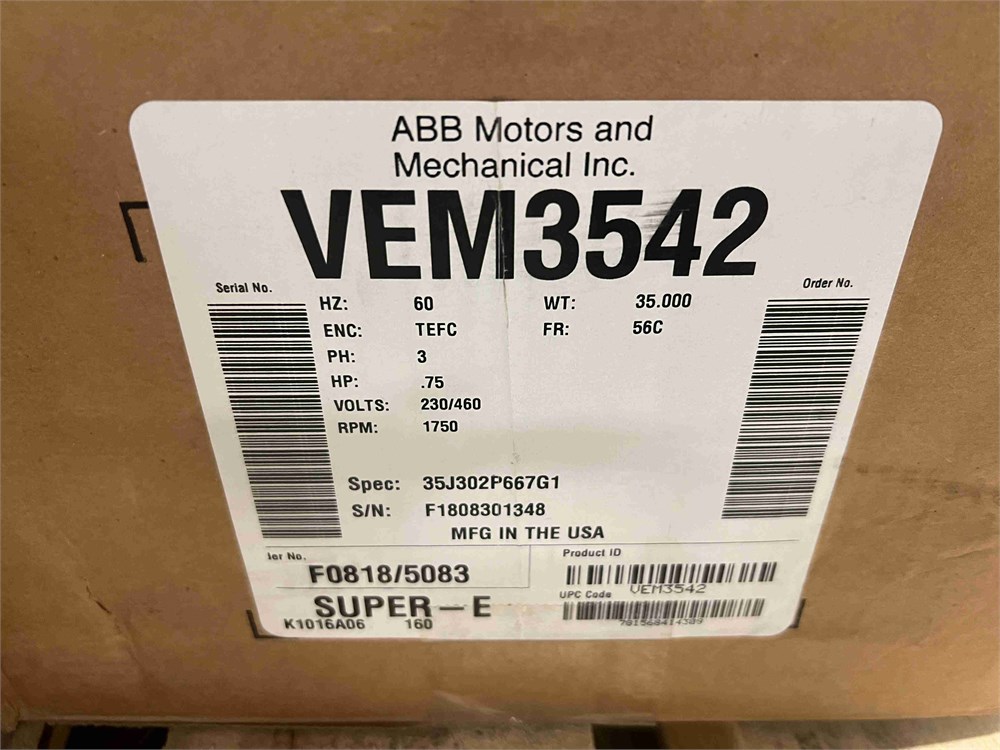 ABB Motors and
Mechanical Inc.
VEM3542
Serial No.
Order No.
HZ: 60 WT: 35.000
ENC: TEFC FR: 56C
PH: 3
HP: .75
VOLTS: 230/460
RPM: 1750
Spec: 35J302P667G1
S/N: F1808301348
MFG IN THE USA
No.
F0818/5083
Product ID
VEM3542
SUPER-E
UPC Code
K1016A06 160